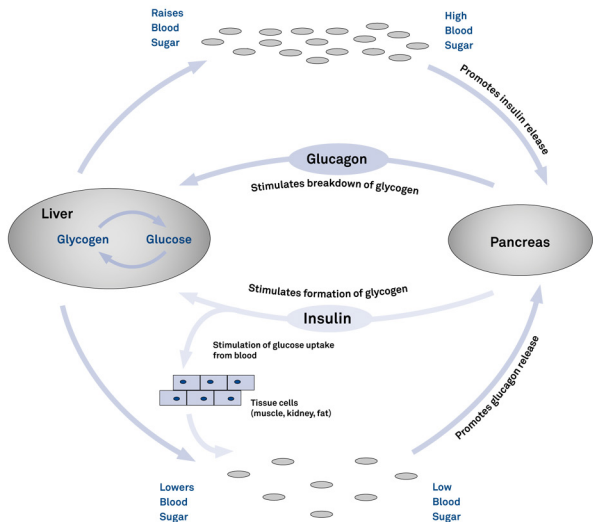 Raises
Blood
Sugar
High
Blood
Sugar
Promotes insulin release
Glucagon
Stimulates breakdown of glycogen
Liver
Glycogen
Glucose
Pancreas
Stimulates formation of glycogen
Insulin
Stimulation of glucose uptake
from blood
Tissue cells
(muscle, kidney, fat)
Promotes glucagon release
Lowers
Blood
Sugar
Low
Blood
Sugar